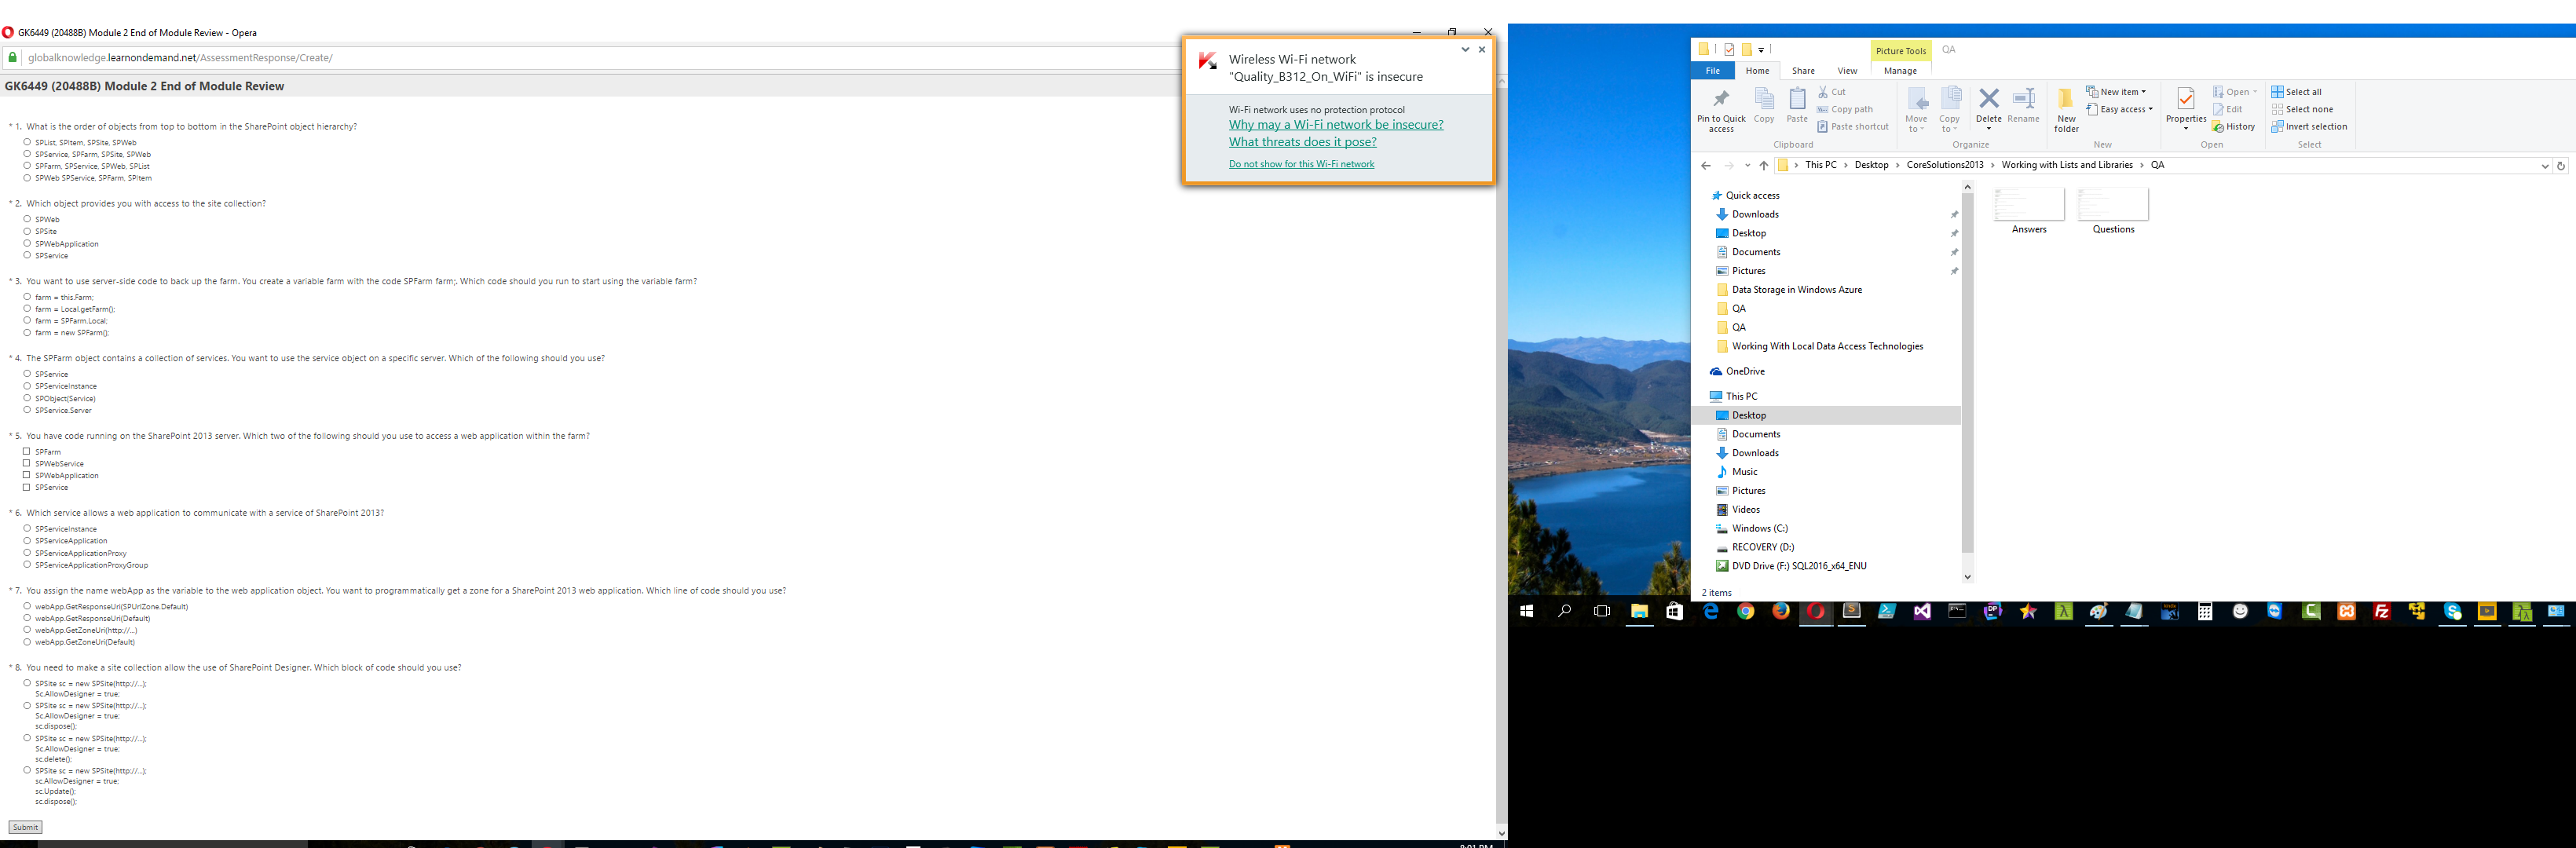 GK6449 (20488B) Module 2 End of Module Review - Opera
globalknowledge.learnondemand.net/AssessmentResponse/Create/
GK6449 (20488B) Module 2 End of Module Review
* 1. What is the order of objects from top to bottom in the SharePoint object hierarchy?
SPList, SPItem, SPSite, SPWeb
SPService, SPFarm, SPSite, SPWeb
SPFarm, SPService, SPWeb, SPList
SPWeb SPService, SPFarm, SPItem
* 2. Which object provides you with access to the site collection?
SPWeb
SPSite
SPWebApplication
SPService
* 3. You want to use server-side code to back up the farm. You create a variable farm with the code SPFarm farm;. Which code should you run to start using the variable farm?
farm = this.Farm;
farm = Local.getFarm();
farm = SPFarm.Local;
farm = new SPFarm();
* 4. The SPFarm object contains a collection of services. You want to use the service object on a specific server. Which of the following should you use?
SPService
SPServiceInstance
SPObject(Service)
SPService.Server
* 5. You have code running on the SharePoint 2013 server. Which two of the following should you use to access a web application within the farm?
SPFarm
SPWebService
SPWebApplication
SPService
* 6. Which service allows a web application to communicate with a service of SharePoint 2013?
SPServiceInstance
SPServiceApplication
SPServiceApplicationProxy
SPServiceApplicationProxyGroup
* 7. You assign the name webApp as the variable to the web application object. You want to programmatically get a zone for a SharePoint 2013 web application. Which line of code should you use?
webApp.GetResponseUri(SPUrlZone.Default)
webApp.GetResponseUri(Default)
webApp.GetZoneUri(http://...)
webApp.GetZoneUri(Default)
* 8. You need to make a site collection allow the use of SharePoint Designer. Which block of code should you use?
SPSite sc = new SPSite(http://...);
Sc.AllowDesigner = true;
SPSite sc = new SPSite(http://...);
Sc.AllowDesigner = true;
sc.dispose();
SPSite sc = new SPSite(http://...);
Sc.AllowDesigner = true;
sc.delete();
SPSite sc = new SPSite(http://...);
sc.AllowDesigner = true;
sc.Update();
sc.dispose();
Submit
Wireless Wi-Fi network
"Quality_B312_On_WiFi" is insecure
Wi-Fi network uses no protection protocol
Why may a Wi-Fi network be insecure?
What threats does it pose?
Do not show for this Wi-Fi network
Picture Tools QA
File Home Share View Manage
Pin to Quick access
Copy
Paste
Cut
Copy path
Paste shortcut
Clipboard
Move to
Copy to
Delete
Rename
Organize
New folder
New item
Easy access
New
Properties
Open
Edit
History
Open
Select all
Select none
Invert selection
Select
This PC Desktop CoreSolutions2013 Working with Lists and Libraries QA
Quick access
Downloads
Desktop
Documents
Pictures
Data Storage in Windows Azure
QA
QA
Working With Local Data Access Technologies
OneDrive
This PC
Desktop
Documents
Downloads
Music
Pictures
Videos
Windows (C:)
RECOVERY (D:)
DVD Drive (F:) SQL2016_x64_ENU
Answers
Questions
2 items